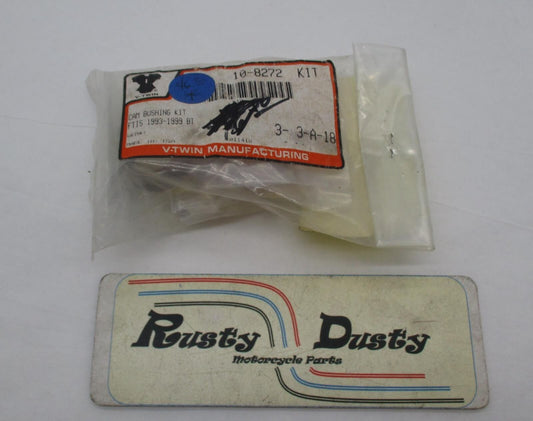 V-TWIN
10-8272 KIT
CAM BUSHING KIT
FITS 1993-1999 BT
3- 3-A-18
V-TWIN MANUFACTURING
Rusty Dusty
Motorcycle Parts